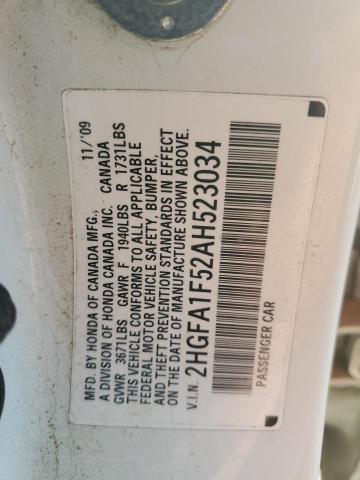 MFD. BY HONDA OF CANADA MFG., 11/'09
A DIVISION OF HONDA CANADA INC. CANADA
GVWR 3671LBS GAWR F 1940LBS R 1731LBS
THIS VEHICLE CONFORMS TO ALL APPLICABLE
FEDERAL MOTOR VEHICLE SAFETY, BUMPER,
AND THEFT PREVENTION STANDARDS IN EFFECT
ON THE DATE OF MANUFACTURE SHOWN ABOVE.
V.I.N. 2HGFA1F52AH523034
PASSENGER CAR